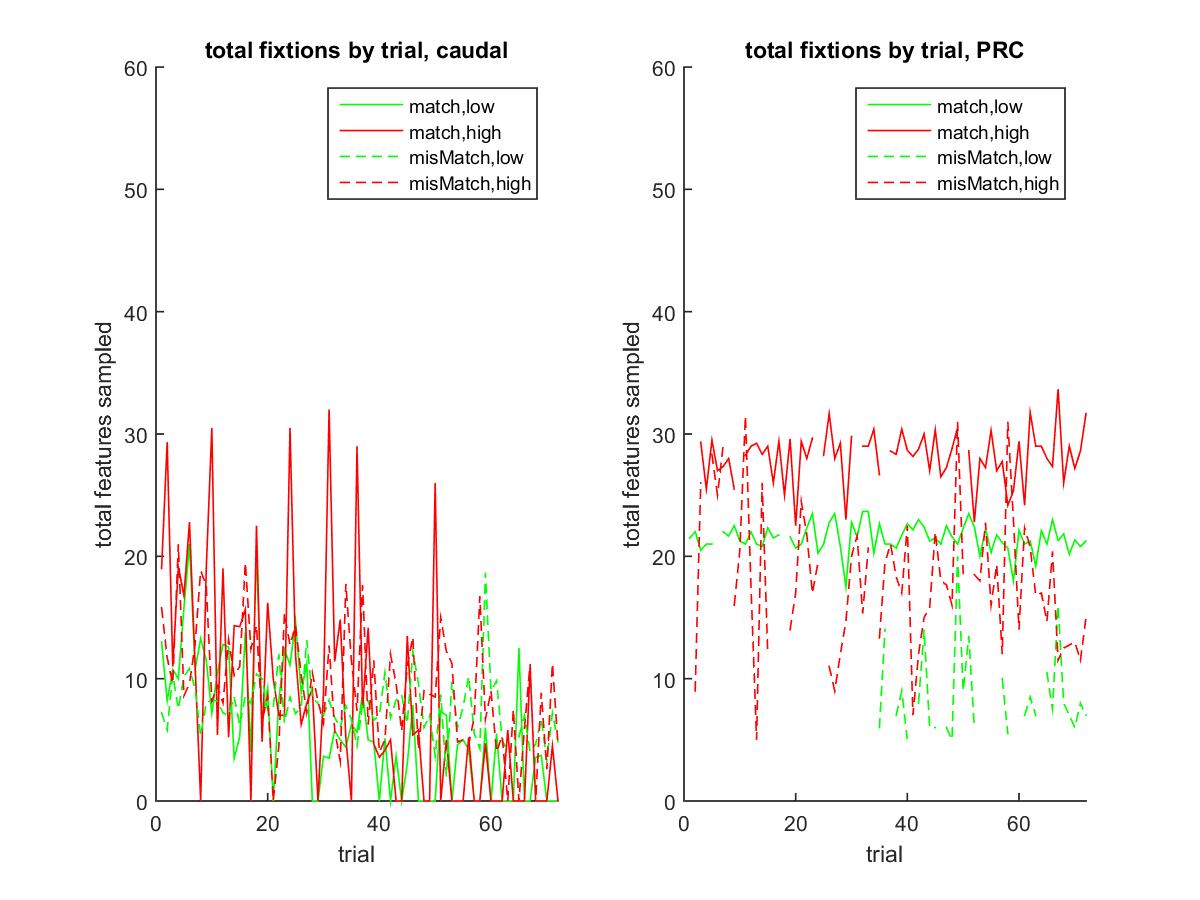 total fixtions by trial, caudal
60
50
40
30
20
10
0
total features sampled
match,low
match,high
misMatch,low
misMatch,high
0 20 40 60
trial
total fixtions by trial, PRC
60
50
40
30
20
10
0
total features sampled
match,low
match,high
misMatch,low
misMatch,high
0 20 40 60
trial